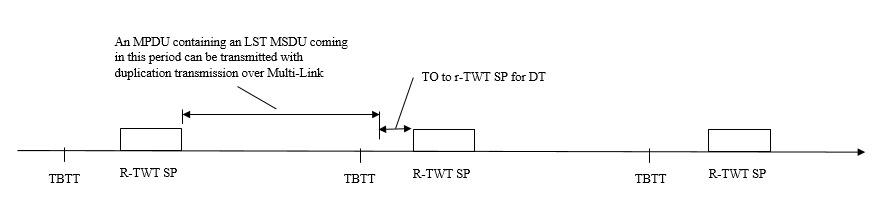 An MPDU containing an LST MSDU coming
in this period can be transmitted with
duplication transmission over Multi-Link
TO to r-TWT SP for DT
TBTT
R-TWT SP
TBTT
R-TWT SP
TBTT
R-TWT SP